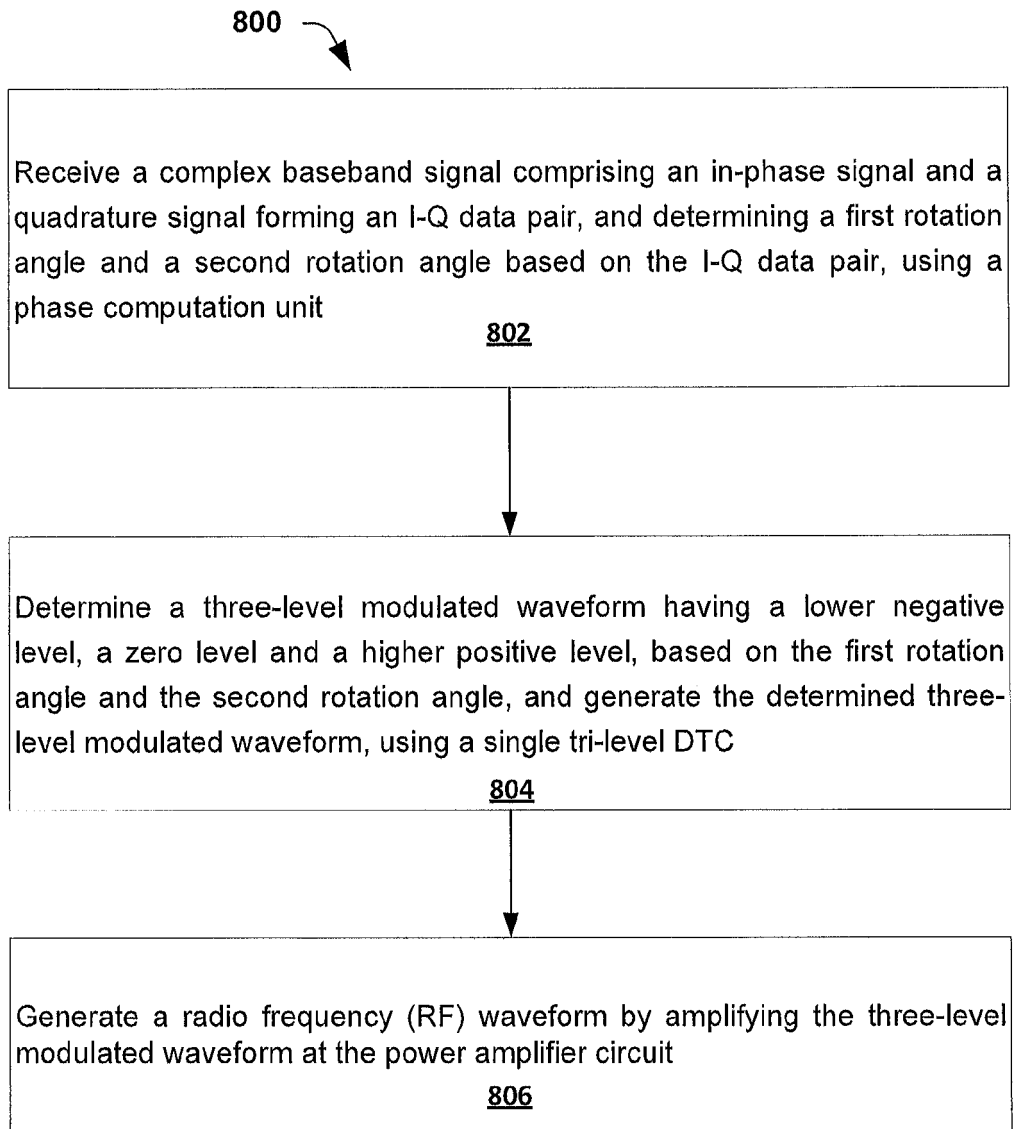 800
Receive a complex baseband signal comprising an in-phase signal and a
quadrature signal forming an I-Q data pair, and determining a first rotation
angle and a second rotation angle based on the I-Q data pair, using a
phase computation unit
802
Determine a three-level modulated waveform having a lower negative
level, a zero level and a higher positive level, based on the first rotation
angle and the second rotation angle, and generate the determined three-
level modulated waveform, using a single tri-level DTC
804
Generate a radio frequency (RF) waveform by amplifying the three-level
modulated waveform at the power amplifier circuit
806